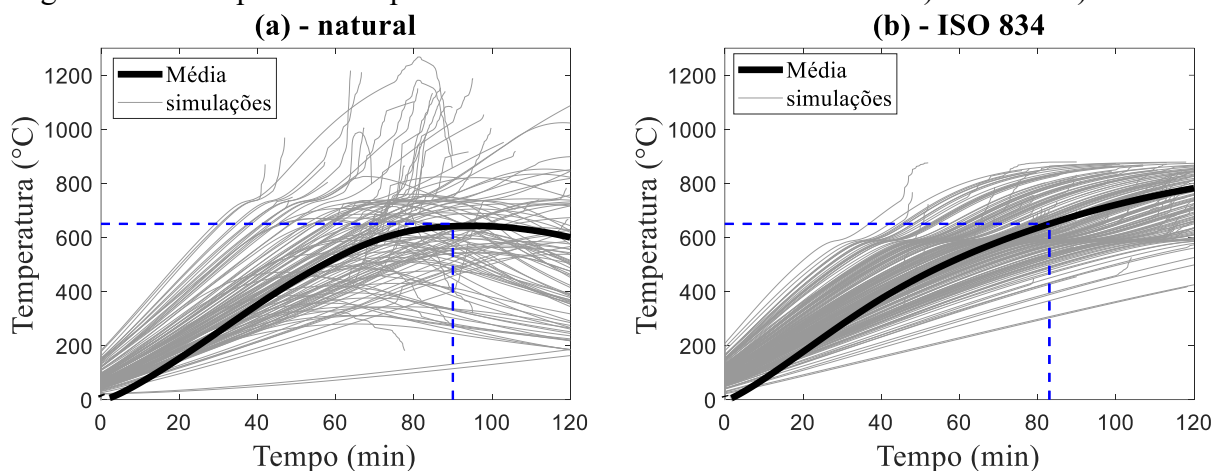 (a) - natural
Temperatura (°C)
1200
1000
800
600
400
200
0
Média
simulações
0 20 40 60 80 100 120
Tempo (min)
(b) - ISO 834
Temperatura (°C)
1200
1000
800
600
400
200
0
Média
simulações
0 20 40 60 80 100 120
Tempo (min)